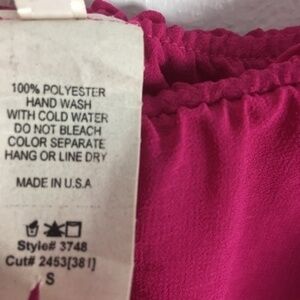 100% POLYESTER
HAND WASH
WITH COLD WATER
DO NOT BLEACH
COLOR SEPARATE
HANG OR LINE DRY
MADE IN U.S.A
Style# 3748
Cut# 2453[381]
S